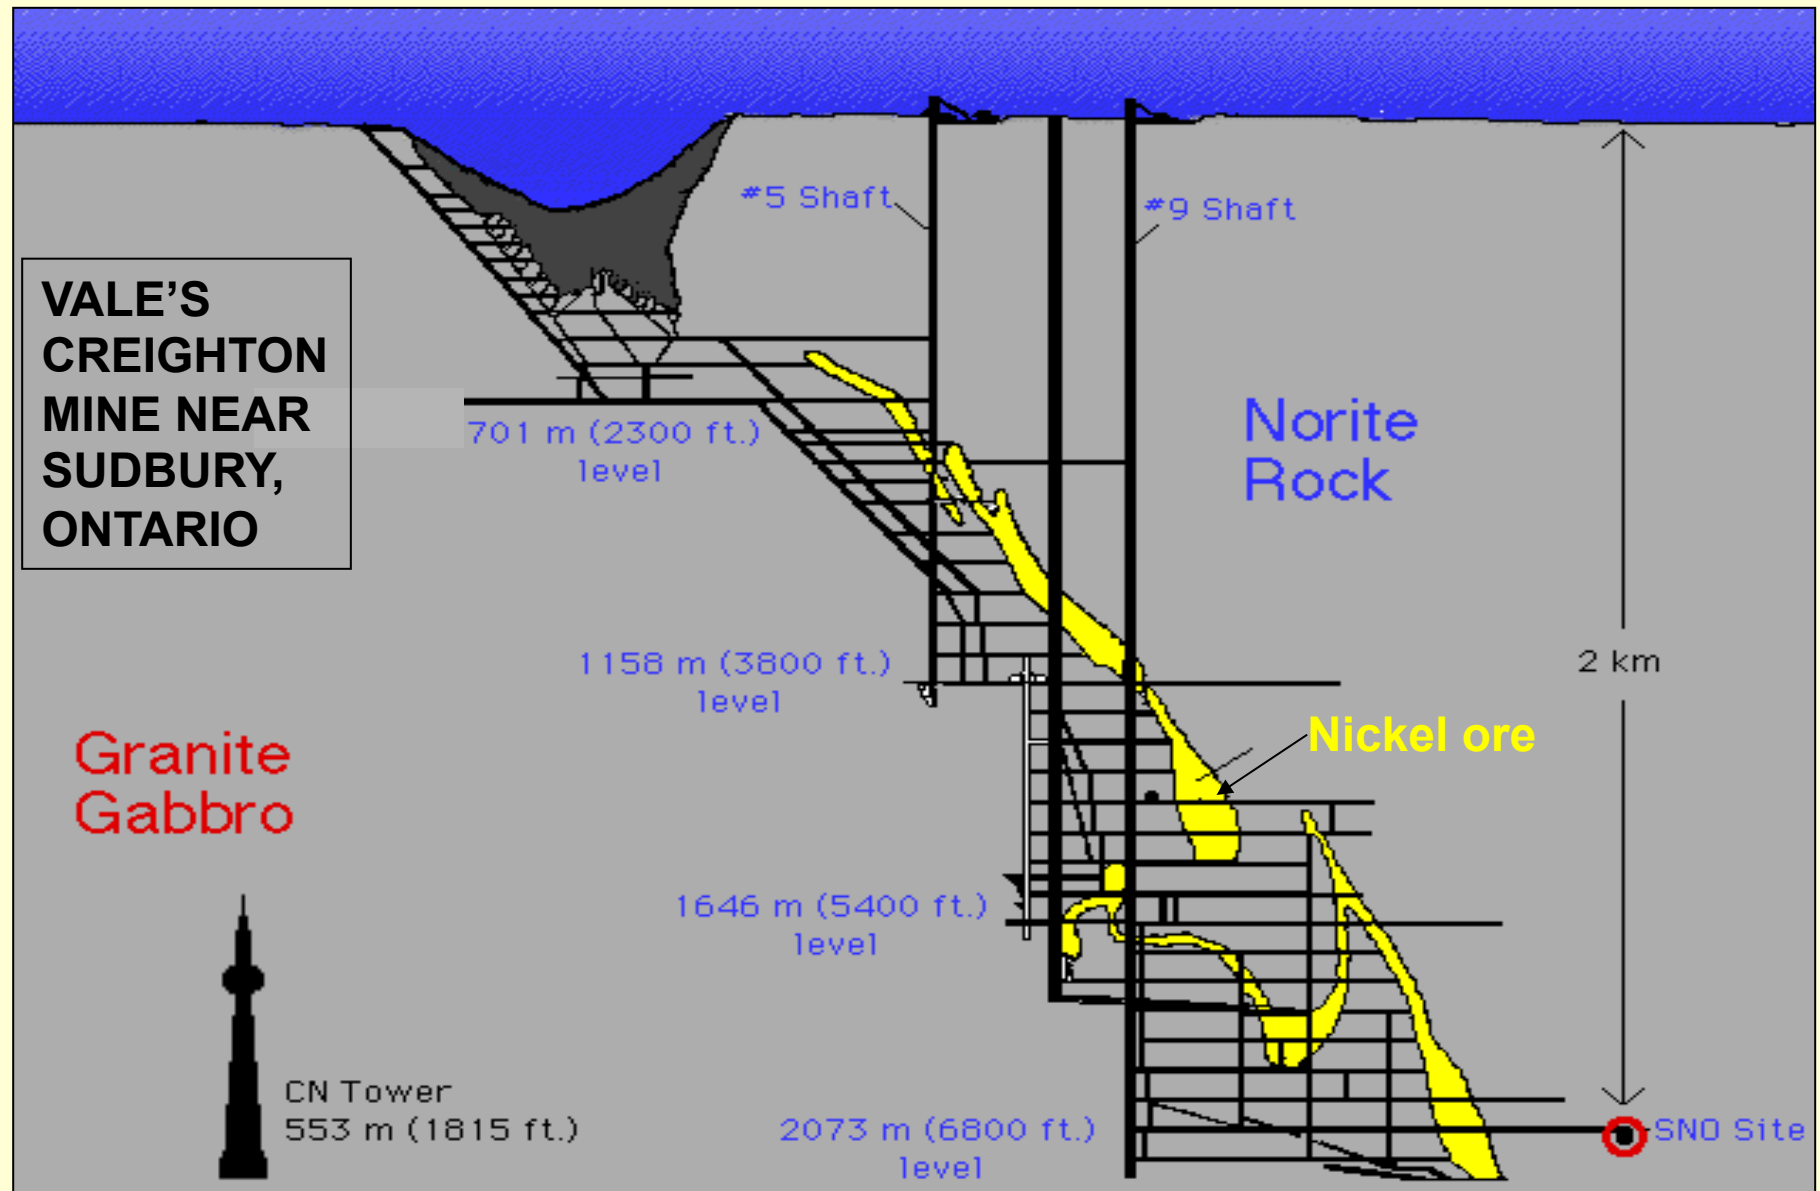 #5 Shaft
#9 Shaft
VALE’S
CREIGHTON
MINE NEAR
SUDBURY,
ONTARIO
Norite
Rock
701 m (2300 ft.)
level
1158 m (3800 ft.)
level
2 km
Nickel ore
Granite
Gabbro
1646 m (5400 ft.)
level
CN Tower
553 m (1815 ft.)
2073 m (6800 ft.)
level
SNO Site